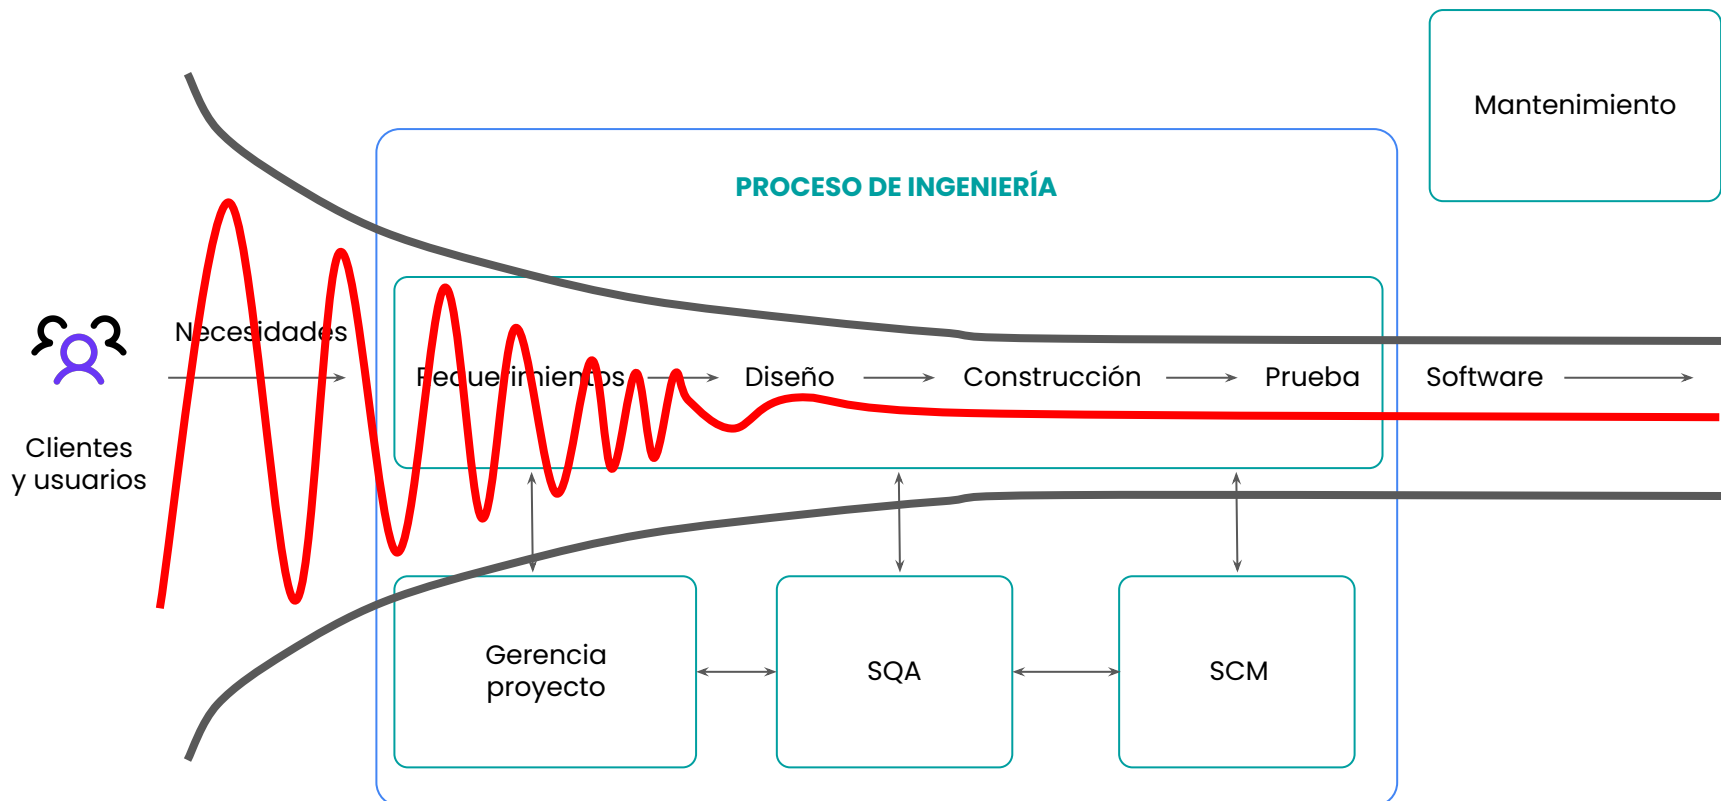 Mantenimiento
PROCESO DE INGENIERÍA
Necesidades
Clientes
y usuarios
Requerimientos
Diseño
Construcción
Prueba
Software
Gerencia
proyecto
SQA
SCM